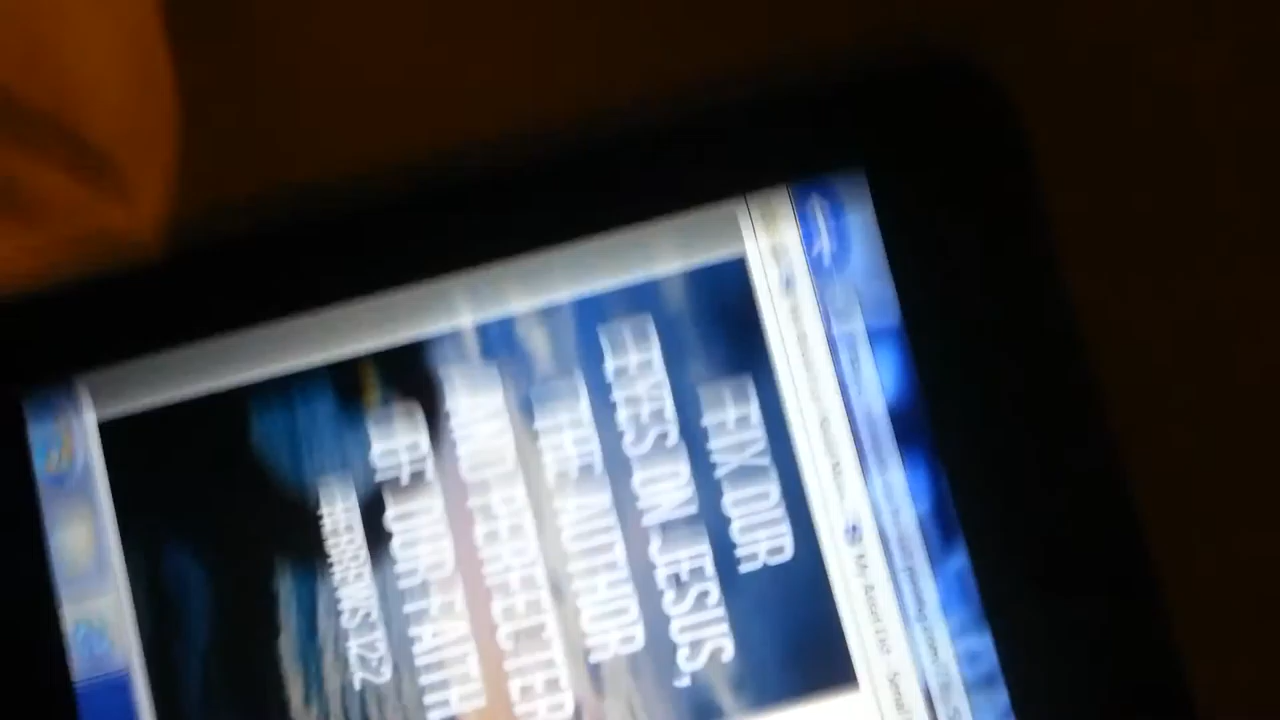 FIX OUR
EYES ON JESUS,
THE AUTHOR
AND PERFECTER
OF OUR FAITH
HEBREWS 12:2